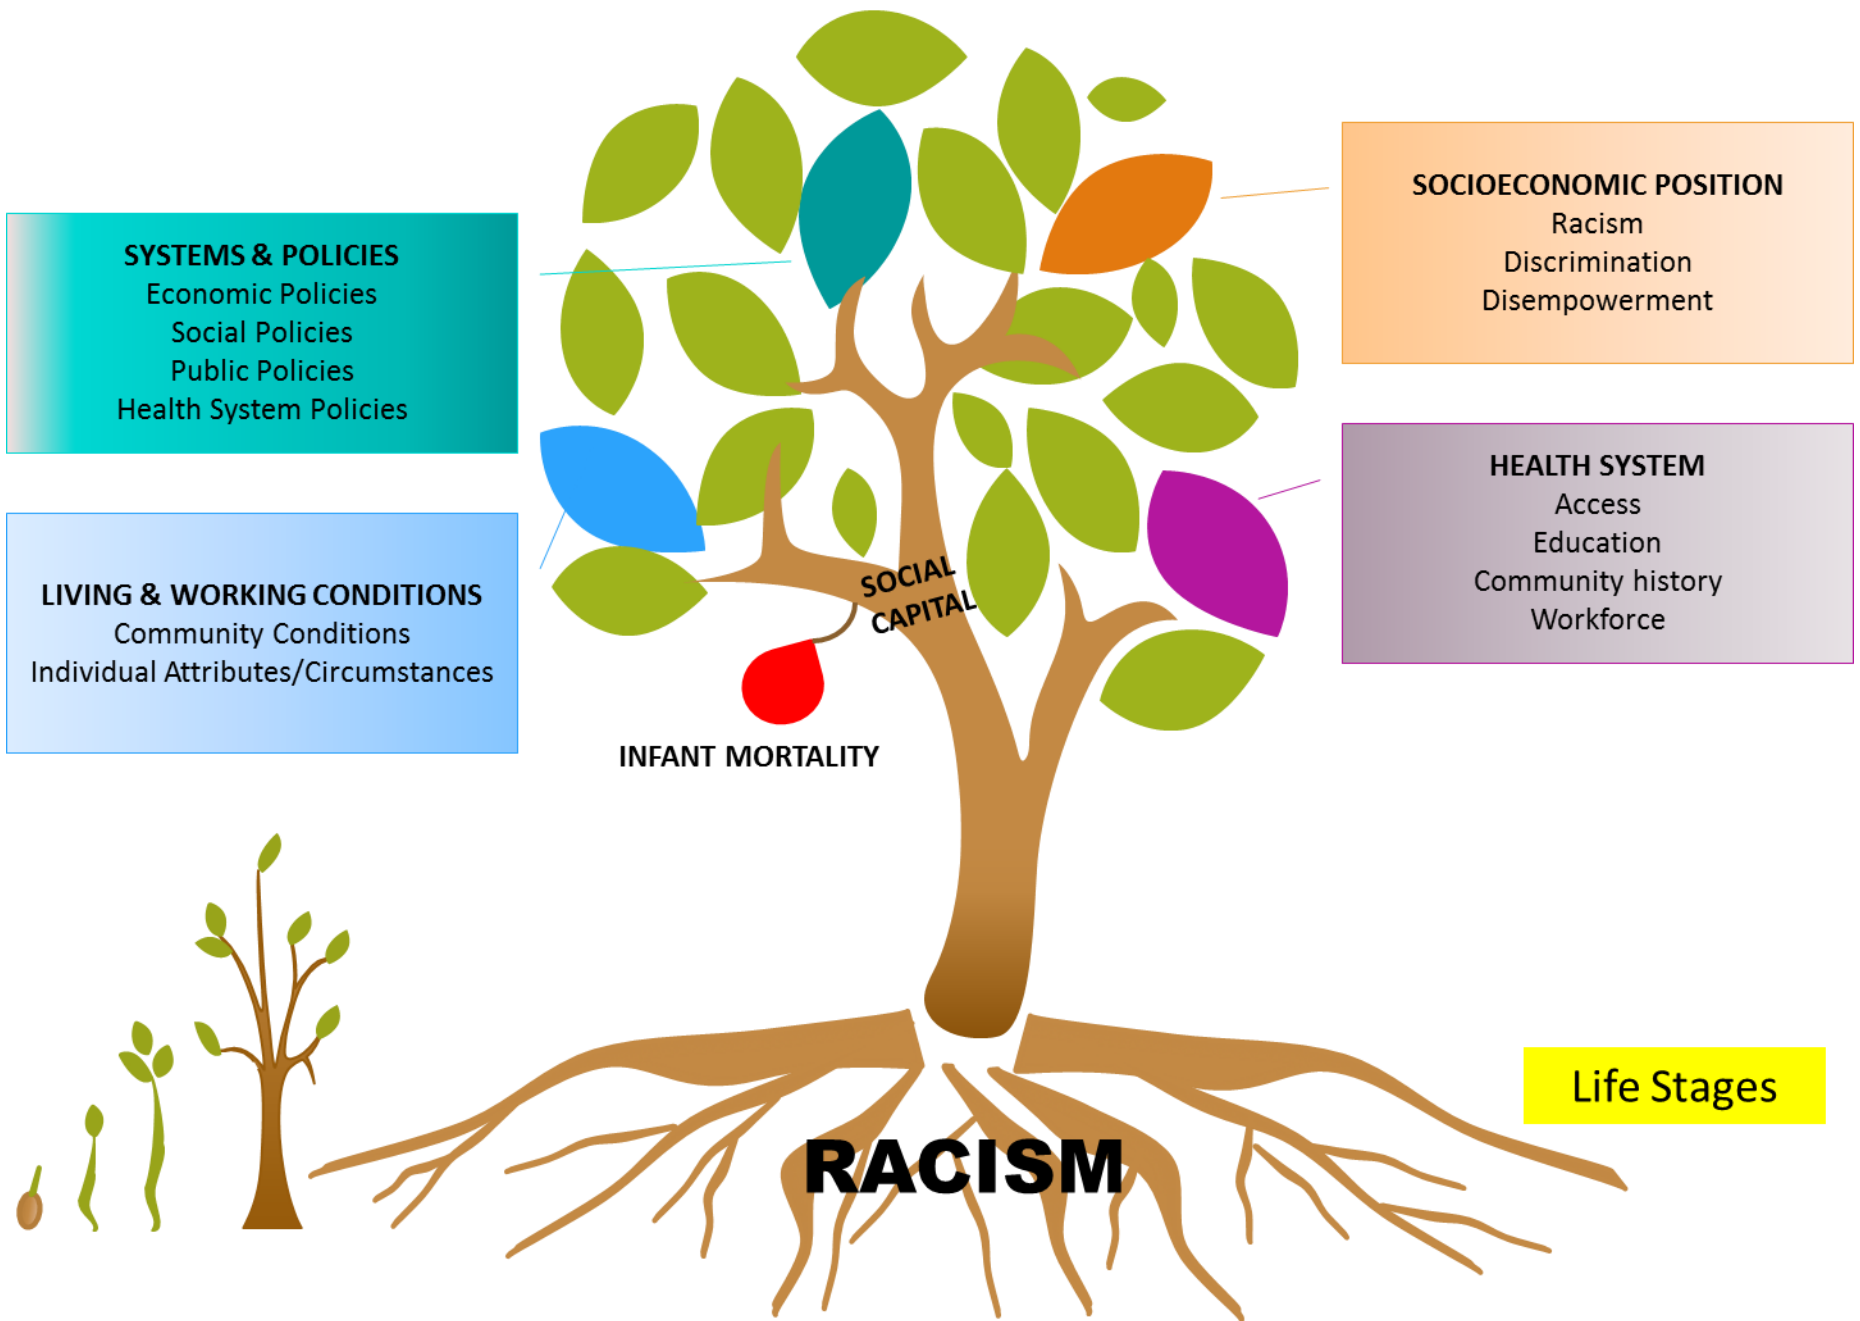 SYSTEMS & POLICIES
Economic Policies
Social Policies
Public Policies
Health System Policies
LIVING & WORKING CONDITIONS
Community Conditions
Individual Attributes/Circumstances
SOCIOECONOMIC POSITION
Racism
Discrimination
Disempowerment
HEALTH SYSTEM
Access
Education
Community history
Workforce
SOCIAL
CAPITAL
INFANT MORTALITY
RACISM
Life Stages